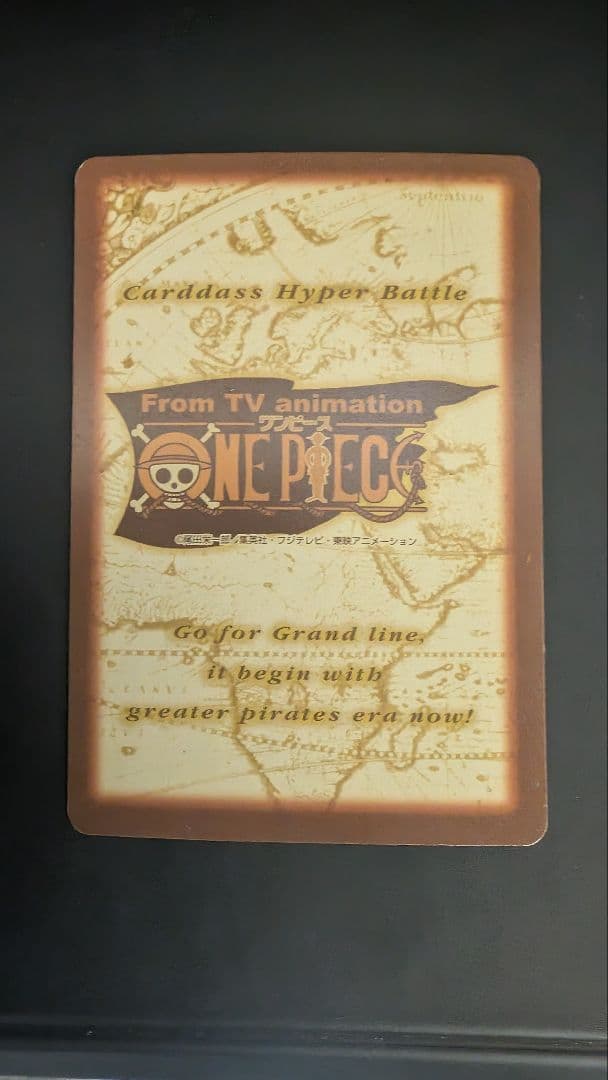 Septentrio
Carddass Hyper Battle
From TV animation
ワンピース
ONE PIECE
©尾田栄一郎／集英社・フジテレビ・東映アニメーション
Go for Grand line,
it begin with
greater pirates era now!